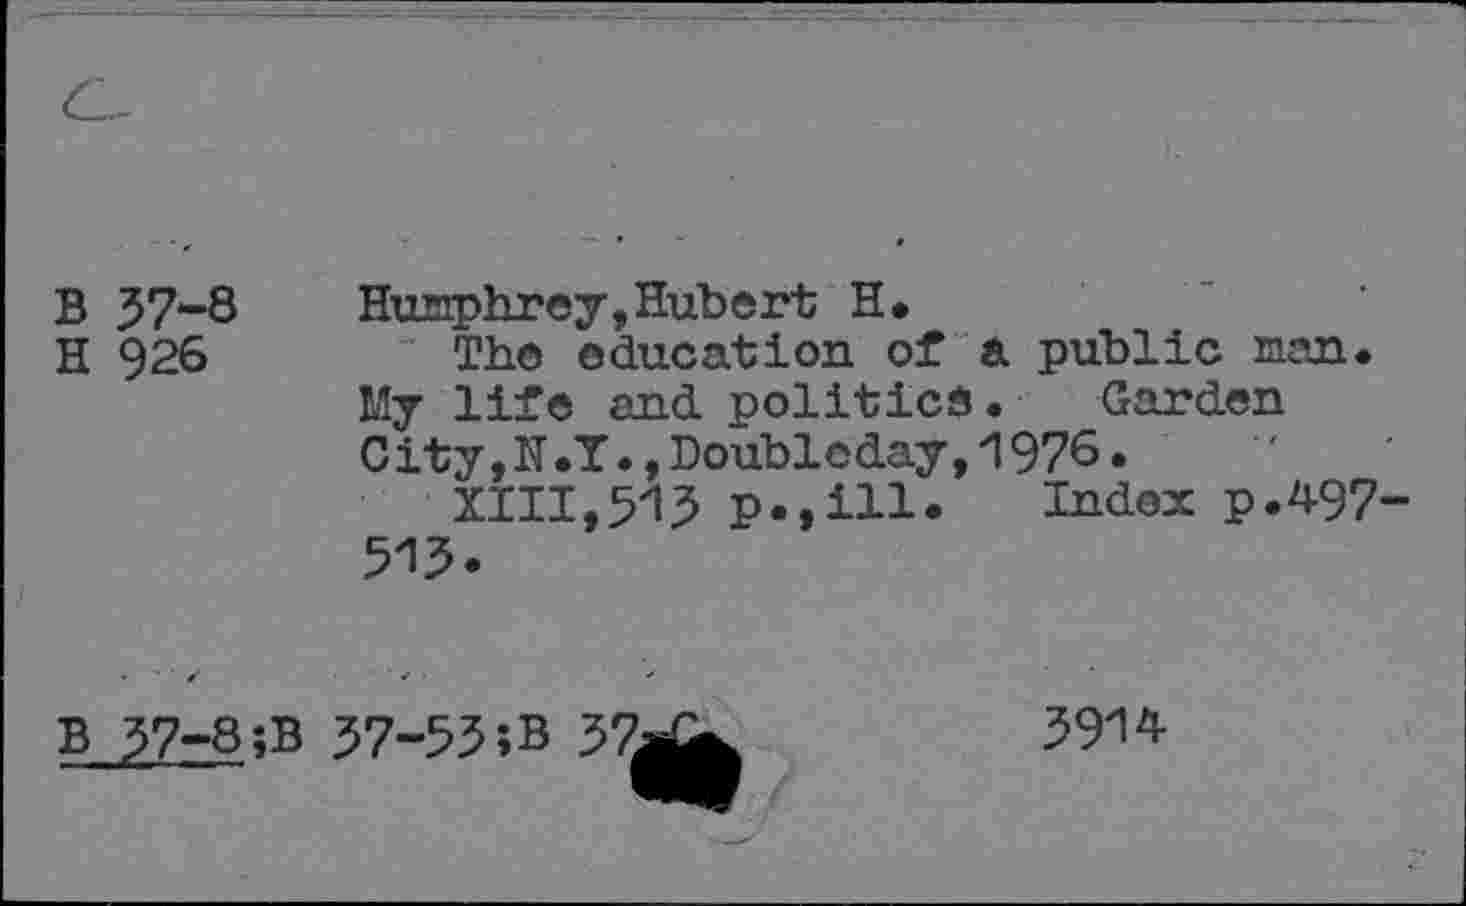 C
B 37-8 Humphrey,Hubert H.
H 926 The education of a public man.
My life and politics. Garden
City,N.Y.,Doubleday,1976.
XIII,513 p.,ill. Index p.497-
513.
B 37-8;B 37-53;B 37 3914